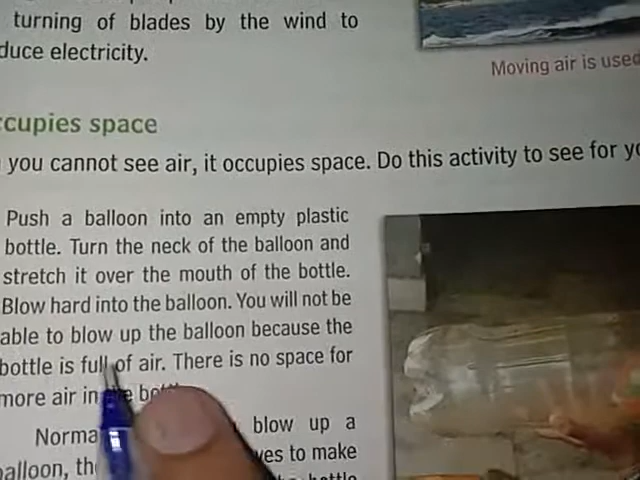 turning of blades by the wind to
duce electricity.
Moving air is used
ccupies space
you cannot see air, it occupies space. Do this activity to see for yo
Push a balloon into an empty plastic
bottle. Turn the neck of the balloon and
stretch it over the mouth of the bottle.
Blow hard into the balloon. You will not be
able to blow up the balloon because the
bottle is full of air. There is no space for
more air in the
Norma blow up a
balloon, th ves to make
bottle